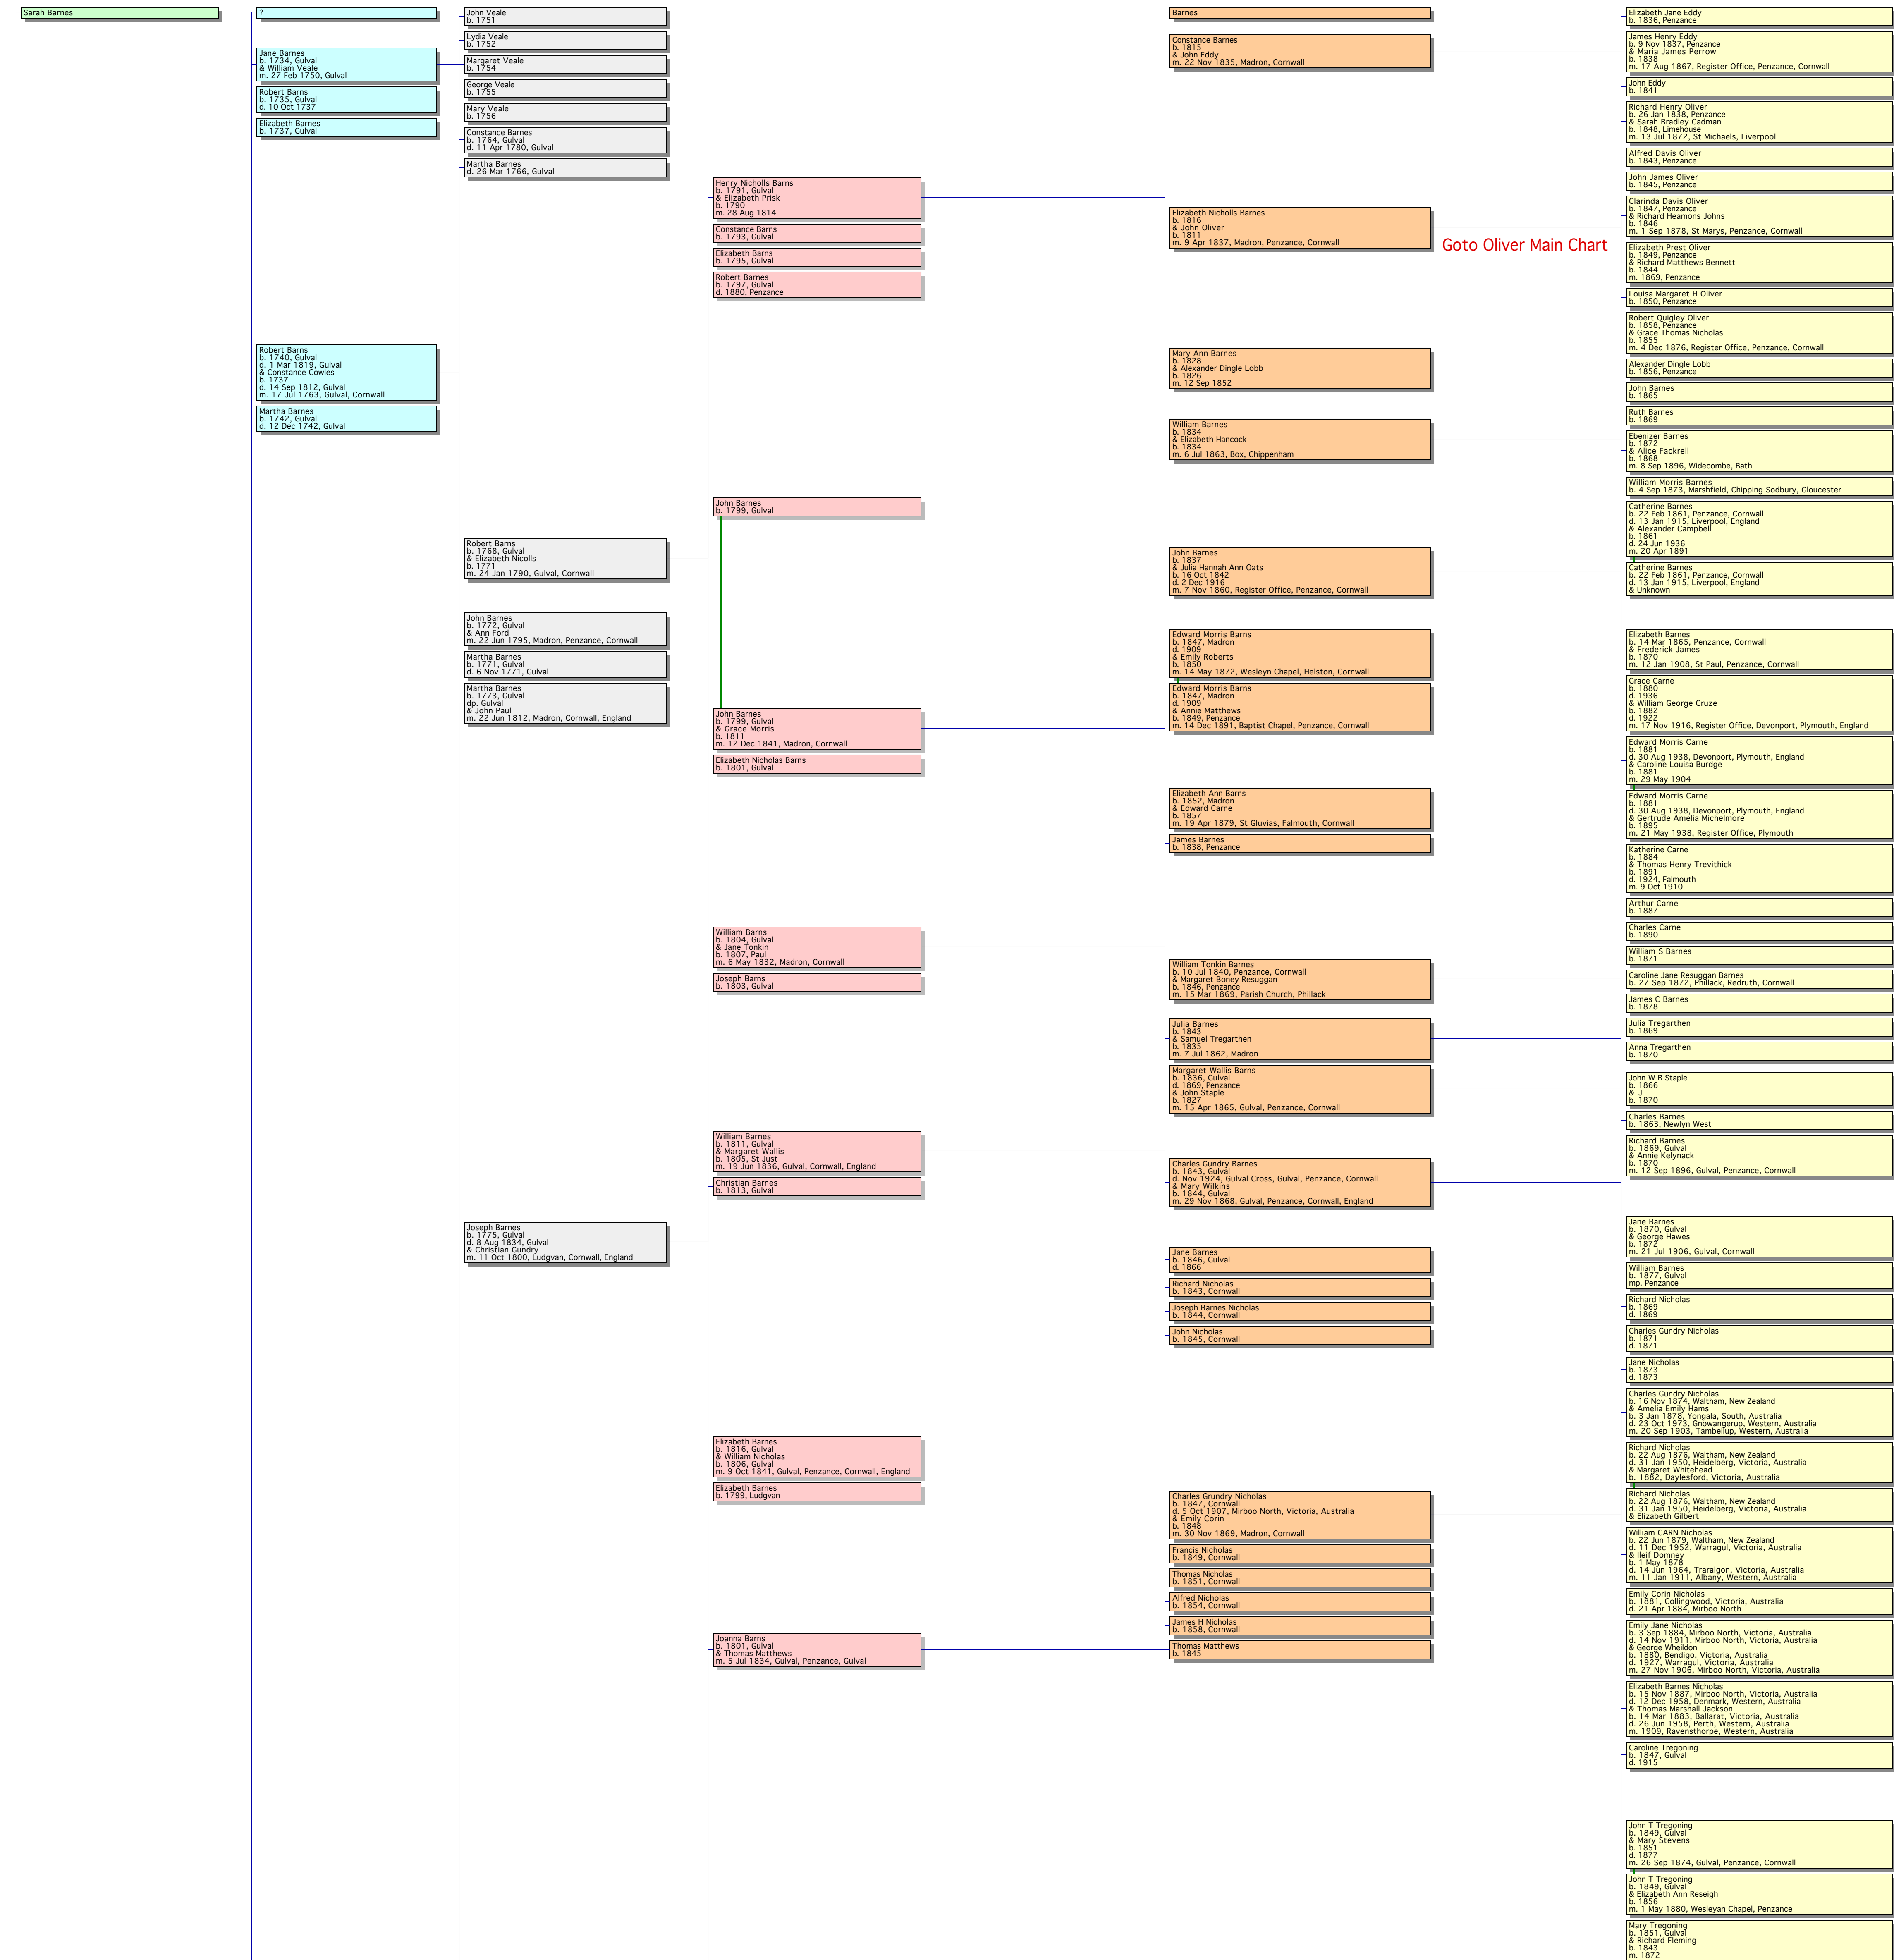 Sarah Barnes
?
Jane Barnes
b. 1734, Gulval
& William Veale
m. 27 Feb 1750, Gulval
Robert Barns
b. 1735, Gulval
d. 10 Oct 1737
Elizabeth Barnes
b. 1737, Gulval
Robert Barns
b. 1740, Gulval
d. 1 Mar 1819, Gulval
& Constance Cowles
b. 1737
d. 14 Sep 1812, Gulval
m. 17 Jul 1763, Gulval, Cornwall
Martha Barnes
b. 1742, Gulval
d. 12 Dec 1742, Gulval
John Veale
b. 1751
Lydia Veale
b. 1752
Margaret Veale
b. 1754
George Veale
b. 1755
Mary Veale
b. 1756
Constance Barnes
b. 1764, Gulval
d. 11 Apr 1780, Gulval
Martha Barnes
d. 26 Mar 1766, Gulval
Robert Barns
b. 1768, Gulval
& Elizabeth Nicolls
b. 1771
m. 24 Jan 1790, Gulval, Cornwall
John Barnes
b. 1772, Gulval
& Ann Ford
m. 22 Jun 1795, Madron, Penzance, Cornwall
Martha Barnes
b. 1771, Gulval
d. 6 Nov 1771, Gulval
Martha Barnes
b. 1773, Gulval
dp. Gulval
& John Paul
m. 22 Jun 1812, Madron, Cornwall, England
Joseph Barnes
b. 1775, Gulval
d. 8 Aug 1834, Gulval
& Christian Gundry
m. 11 Oct 1800, Ludgvan, Cornwall, England
Henry Nicholls Barns
b. 1791, Gulval
& Elizabeth Prisk
b. 1790
m. 28 Aug 1814
Constance Barns
b. 1793, Gulval
Elizabeth Barns
b. 1795, Gulval
Robert Barnes
b. 1797, Gulval
d. 1880, Penzance
John Barnes
b. 1799, Gulval
John Barnes
b. 1799, Gulval
& Grace Morris
b. 1811
m. 12 Dec 1841, Madron, Cornwall
Elizabeth Nicholas Barns
b. 1801, Gulval
William Barns
b. 1804, Gulval
& Jane Tonkin
b. 1807, Paul
m. 6 May 1832, Madron, Cornwall
Joseph Barns
b. 1803, Gulval
William Barnes
b. 1811, Gulval
& Margaret Wallis
b. 1805, St Just
m. 19 Jun 1836, Gulval, Cornwall, England
Christian Barnes
b. 1813, Gulval
Elizabeth Barnes
b. 1816, Gulval
& William Nicholas
b. 1806, Gulval
m. 9 Oct 1841, Gulval, Penzance, Cornwall, England
Elizabeth Barnes
b. 1799, Ludgvan
Joanna Barns
b. 1801, Gulval
& Thomas Matthews
m. 5 Jul 1834, Gulval, Penzance, Gulval
Barnes
Constance Barnes
b. 1815
& John Eddy
m. 22 Nov 1835, Madron, Cornwall
Elizabeth Nicholls Barnes
b. 1816
& John Oliver
b. 1811
m. 9 Apr 1837, Madron, Penzance, Cornwall
Goto Oliver Main Chart
Mary Ann Barnes
b. 1828
& Alexander Dingle Lobb
b. 1826
m. 12 Sep 1852
William Barnes
b. 1834
& Elizabeth Hancock
b. 1834
m. 6 Jul 1863, Box, Chippenham
John Barnes
b. 1837
& Julia Hannah Ann Oats
b. 16 Oct 1842
d. 2 Dec 1916
m. 7 Nov 1860, Register Office, Penzance, Cornwall
Edward Morris Barns
b. 1847, Madron
d. 1909
& Emily Roberts
b. 1850
m. 14 May 1872, Wesleyn Chapel, Helston, Cornwall
Edward Morris Barns
b. 1847, Madron
d. 1909
& Annie Matthews
b. 1849, Penzance
m. 14 Dec 1891, Baptist Chapel, Penzance, Cornwall
Elizabeth Ann Barns
b. 1852, Madron
& Edward Carne
b. 1857
m. 19 Apr 1879, St Gluvias, Falmouth, Cornwall
James Barnes
b. 1838, Penzance
William Tonkin Barnes
b. 10 Jul 1840, Penzance, Cornwall
& Margaret Boney Resuggan
b. 1846, Penzance
m. 15 Mar 1869, Parish Church, Phillack
Julia Barnes
b. 1843
& Samuel Tregarthen
b. 1835
m. 7 Jul 1862, Madron
Margaret Wallis Barns
b. 1836, Gulval
d. 1869, Penzance
& John Staple
b. 1827
m. 15 Apr 1865, Gulval, Penzance, Cornwall
Charles Gundry Barnes
b. 1843, Gulval
d. Nov 1924, Gulval Cross, Gulval, Penzance, Cornwall
& Mary Wilkins
b. 1844, Gulval
m. 29 Nov 1868, Gulval, Penzance, Cornwall, England
Jane Barnes
b. 1846, Gulval
d. 1866
Richard Nicholas
b. 1843, Cornwall
Joseph Barnes Nicholas
b. 1844, Cornwall
John Nicholas
b. 1845, Cornwall
Charles Grundry Nicholas
b. 1847, Cornwall
d. 5 Oct 1907, Mirboo North, Victoria, Australia
& Emily Corin
b. 1848
m. 30 Nov 1869, Madron, Cornwall
Francis Nicholas
b. 1849, Cornwall
Thomas Nicholas
b. 1851, Cornwall
Alfred Nicholas
b. 1854, Cornwall
James H Nicholas
b. 1858, Cornwall
Thomas Matthews
b. 1845
Elizabeth Jane Eddy
b. 1836, Penzance
James Henry Eddy
b. 9 Nov 1837, Penzance
& Maria James Perrow
b. 1838
m. 17 Aug 1867, Register Office, Penzance, Cornwall
John Eddy
b. 1841
Richard Henry Oliver
b. 26 Jan 1838, Penzance
& Sarah Bradley Cadman
b. 1848, Limehouse
m. 13 Jul 1872, St Michaels, Liverpool
Alfred Davis Oliver
b. 1843, Penzance
John James Oliver
b. 1845, Penzance
Clarinda Davis Oliver
b. 1847, Penzance
& Richard Heamons Johns
b. 1846
m. 1 Sep 1878, St Marys, Penzance, Cornwall
Elizabeth Prest Oliver
b. 1849, Penzance
& Richard Matthews Bennett
b. 1844
m. 1869, Penzance
Louisa Margaret H Oliver
b. 1850, Penzance
Robert Quigley Oliver
b. 1858, Penzance
& Grace Thomas Nicholas
b. 1855
m. 4 Dec 1876, Register Office, Penzance, Cornwall
Alexander Dingle Lobb
b. 1856, Penzance
John Barnes
b. 1865
Ruth Barnes
b. 1869
Ebenizer Barnes
b. 1872
& Alice Fackrell
b. 1868
m. 8 Sep 1896, Widecombe, Bath
William Morris Barnes
b. 4 Sep 1873, Marshfield, Chipping Sodbury, Gloucester
Catherine Barnes
b. 22 Feb 1861, Penzance, Cornwall
d. 13 Jan 1915, Liverpool, England
& Alexander Campbell
b. 1861
d. 24 Jun 1936
m. 20 Apr 1891
Catherine Barnes
b. 22 Feb 1861, Penzance, Cornwall
d. 13 Jan 1915, Liverpool, England
& Unknown
Elizabeth Barnes
b. 14 Mar 1865, Penzance, Cornwall
& Frederick James
b. 1870
m. 12 Jan 1908, St Paul, Penzance, Cornwall
Grace Carne
b. 1880
d. 1936
& William George Cruze
b. 1882
d. 1922
m. 17 Nov 1916, Register Office, Devonport, Plymouth, England
Edward Morris Carne
b. 1881
d. 30 Aug 1938, Devonport, Plymouth, England
& Caroline Louisa Burdge
b. 1881
m. 29 May 1904
Edward Morris Carne
b. 1881
d. 30 Aug 1938, Devonport, Plymouth, England
& Gertrude Amelia Michelmore
b. 1895
m. 21 May 1938, Register Office, Plymouth
Katherine Carne
b. 1884
& Thomas Henry Trevithick
b. 1891
d. 1924, Falmouth
m. 9 Oct 1910
Arthur Carne
b. 1887
Charles Carne
b. 1890
William S Barnes
b. 1871
Caroline Jane Resuggan Barnes
b. 27 Sep 1872, Phillack, Redruth, Cornwall
James C Barnes
b. 1878
Julia Tregarthen
b. 1869
Anna Tregarthen
b. 1870
John W B Staple
b. 1866
& J
b. 1870
Charles Barnes
b. 1863, Newlyn West
Richard Barnes
b. 1869, Gulval
& Annie Kelynack
b. 1870
m. 12 Sep 1896, Gulval, Penzance, Cornwall
Jane Barnes
b. 1870, Gulval
& George Hawes
b. 1872
m. 21 Jul 1906, Gulval, Cornwall
William Barnes
b. 1877, Gulval
mp. Penzance
Richard Nicholas
b. 1869
d. 1869
Charles Gundry Nicholas
b. 1871
d. 1871
Jane Nicholas
b. 1873
d. 1873
Charles Gundry Nicholas
b. 16 Nov 1874, Waltham, New Zealand
& Amelia Emily Hams
b. 3 Jan 1878, Yongala, South, Australia
d. 23 Oct 1973, Gnowangerup, Western, Australia
m. 20 Sep 1903, Tambellup, Western, Australia
Richard Nicholas
b. 22 Aug 1876, Waltham, New Zealand
d. 31 Jan 1950, Heidelberg, Victoria, Australia
& Margaret Whitehead
b. 1882, Daylesford, Victoria, Australia
Richard Nicholas
b. 22 Aug 1876, Waltham, New Zealand
d. 31 Jan 1950, Heidelberg, Victoria, Australia
& Elizabeth Gilbert
William CARN Nicholas
b. 22 Jun 1879, Waltham, New Zealand
d. 11 Dec 1952, Warragul, Victoria, Australia
& Ileif Domney
b. 1 May 1878
d. 14 Jun 1964, Traralgon, Victoria, Australia
m. 11 Jan 1911, Albany, Western, Australia
Emily Corin Nicholas
b. 1881, Collingwood, Victoria, Australia
d. 21 Apr 1884, Mirboo North
Emily Jane Nicholas
b. 3 Sep 1884, Mirboo North, Victoria, Australia
d. 14 Nov 1911, Mirboo North, Victoria, Australia
& George Wheildon
b. 1880, Bendigo, Victoria, Australia
d. 1927, Warragul, Victoria, Australia
m. 27 Nov 1906, Mirboo North, Victoria, Australia
Elizabeth Barnes Nicholas
b. 15 Nov 1887, Mirboo North, Victoria, Australia
d. 12 Dec 1958, Denmark, Western, Australia
& Thomas Marshall Jackson
b. 14 Mar 1883, Ballarat, Victoria, Australia
d. 26 Jun 1958, Perth, Western, Australia
m. 1909, Ravensthorpe, Western, Australia
Caroline Tregoning
b. 1847, Gulval
d. 1915
John T Tregoning
b. 1849, Gulval
& Mary Stevens
b. 1851
d. 1877
m. 26 Sep 1874, Gulval, Penzance, Cornwall
John T Tregoning
b. 1849, Gulval
& Elizabeth Ann Reseigh
b. 1856
m. 1 May 1880, Wesleyan Chapel, Penzance
Mary Tregoning
b. 1851, Gulval
& Richard Fleming
b. 1843
m. 1872